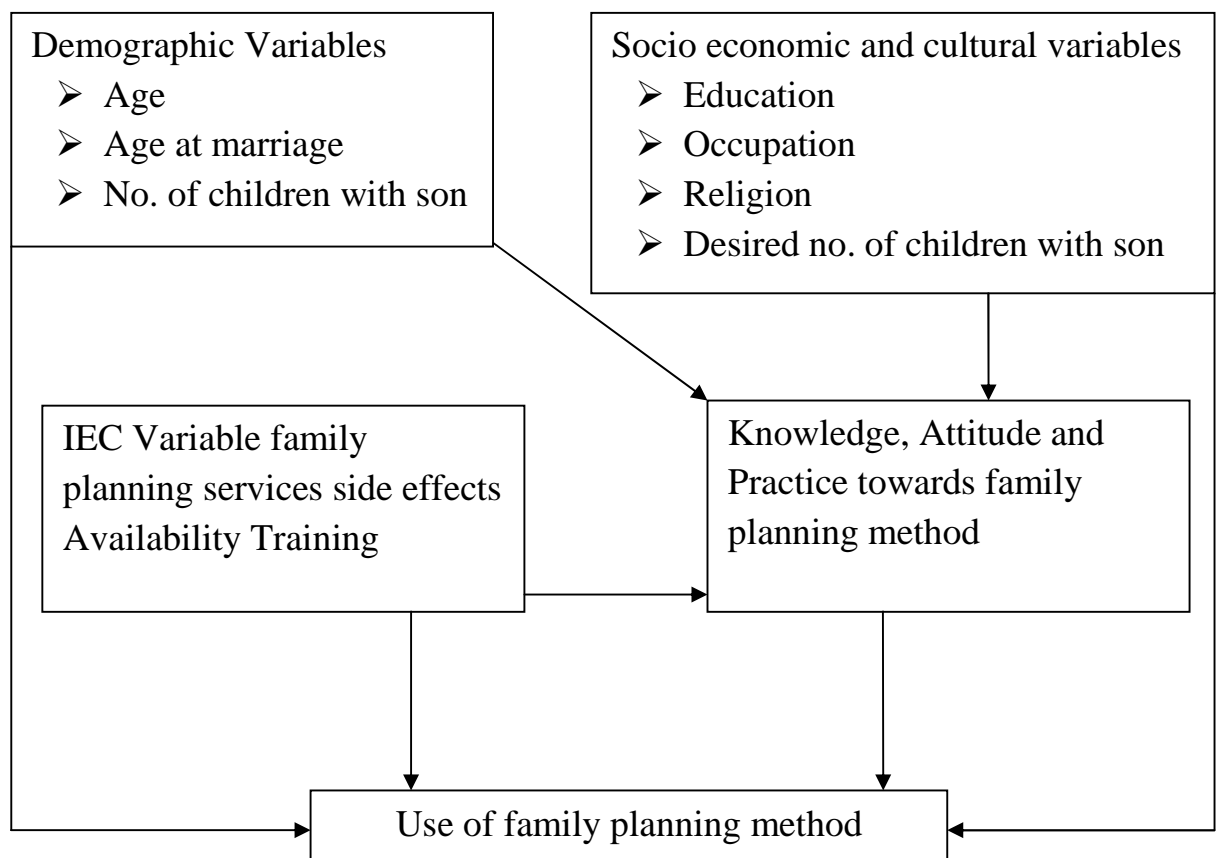 Demographic Variables
➢ Age
➢ Age at marriage
➢ No. of children with son
Socio economic and cultural variables
➢ Education
➢ Occupation
➢ Religion
➢ Desired no. of children with son
IEC Variable family
planning services side effects
Availability Training
Knowledge, Attitude and
Practice towards family
planning method
Use of family planning method